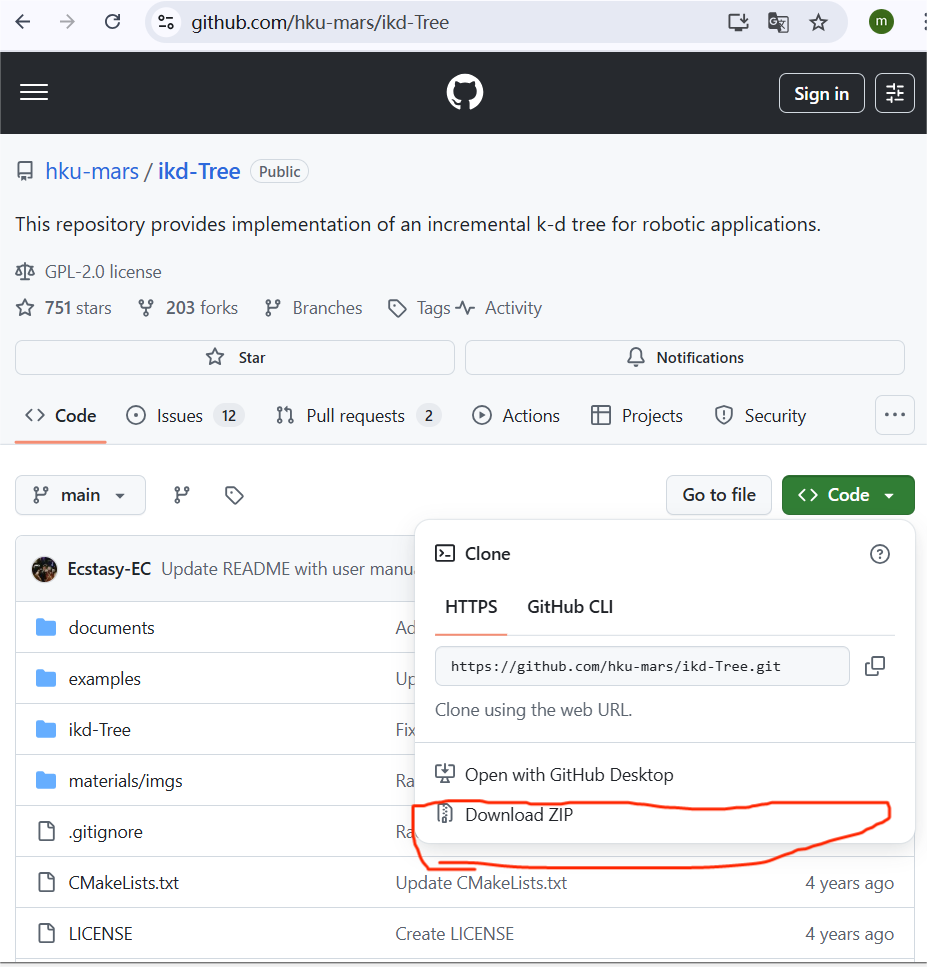 github.com/hku-mars/ikd-Tree
m
Sign in
hku-mars / ikd-Tree Public
This repository provides implementation of an incremental k-d tree for robotic applications.
GPL-2.0 license
751 stars 203 forks Branches Tags Activity
Star Notifications
Code Issues 12 Pull requests 2 Actions Projects Security
main Go to file Code
Clone
Ecstasy-EC Update README with user manu
HTTPS GitHub CLI
documents Ad
https://github.com/hku-mars/ikd-Tree.git
examples Up
Clone using the web URL.
ikd-Tree Fix
materials/imgs Ra
Open with GitHub Desktop
Download ZIP
.gitignore Ra
CMakeLists.txt Update CMakeLists.txt 4 years ago
LICENSE Create LICENSE 4 years ago